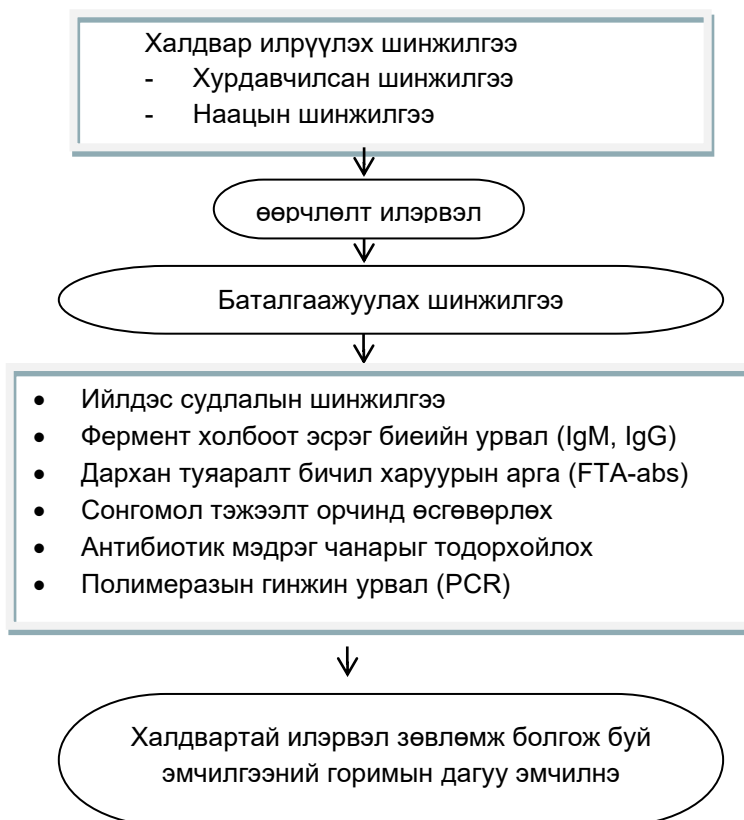 Халдвар илрүүлэх шинжилгээ
- Хурдавчилсан шинжилгээ
- Наацын шинжилгээ
өөрчлөлт илэрвэл
Баталгаажуулах шинжилгээ
• Ийлдэс судлалын шинжилгээ
• Фермент холбоот эсрэг биеийн урвал (IgM, IgG)
• Дархан туяаралт бичил харуурын арга (FTA-abs)
• Сонгомол тэжээлт орчинд өсгөвөрлөх
• Антибиотик мэдрэг чанарыг тодорхойлох
• Полимеразын гинжин урвал (PCR)
Халдвартай илэрвэл зөвлөмж болгож буй
эмчилгээний горимын дагуу эмчилнэ